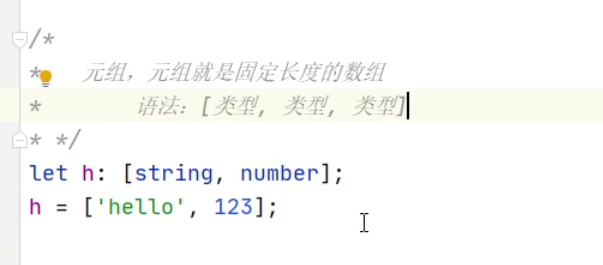 /*
*   元组，元组就是固定长度的数组
*       语法：[类型, 类型, 类型]
* */
let h: [string, number];
h = ['hello', 123];